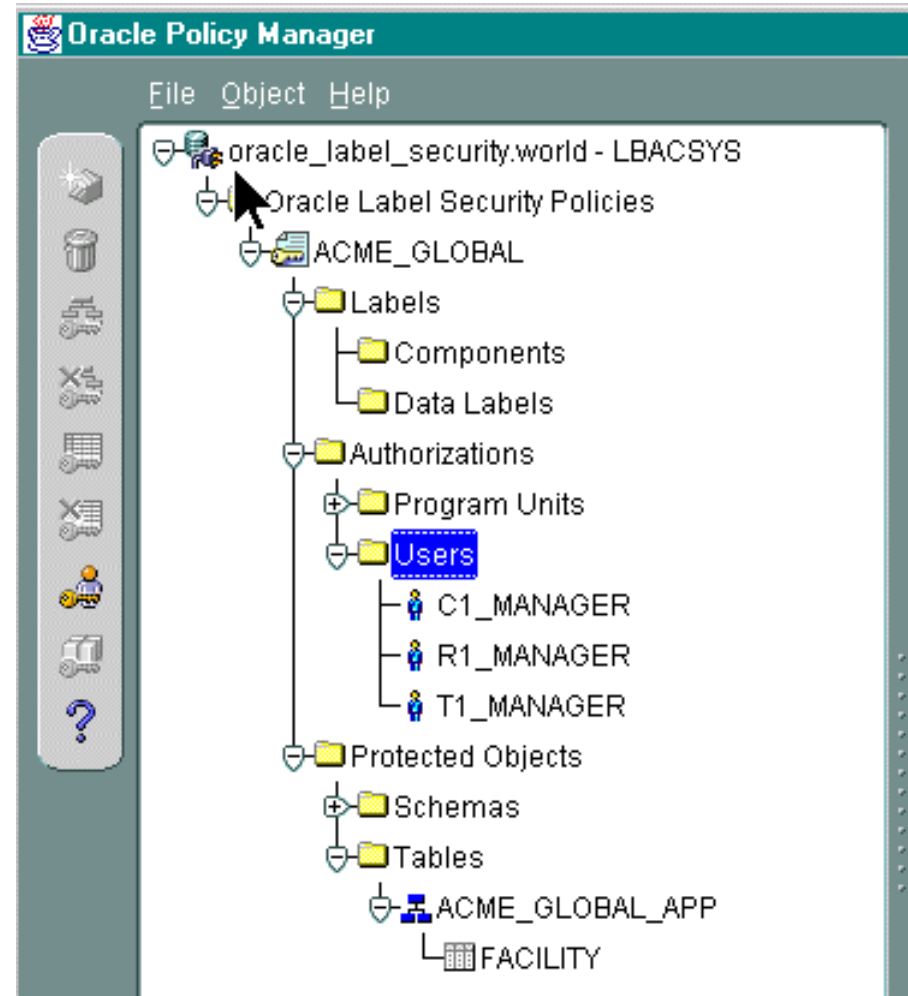 Oracle Policy Manager
File Object Help
oracle_label_security.world - LBACSYS
Oracle Label Security Policies
ACME_GLOBAL
Labels
Components
Data Labels
Authorizations
Program Units
Users
C1_MANAGER
R1_MANAGER
T1_MANAGER
Protected Objects
Schemas
Tables
ACME_GLOBAL_APP
FACILITY